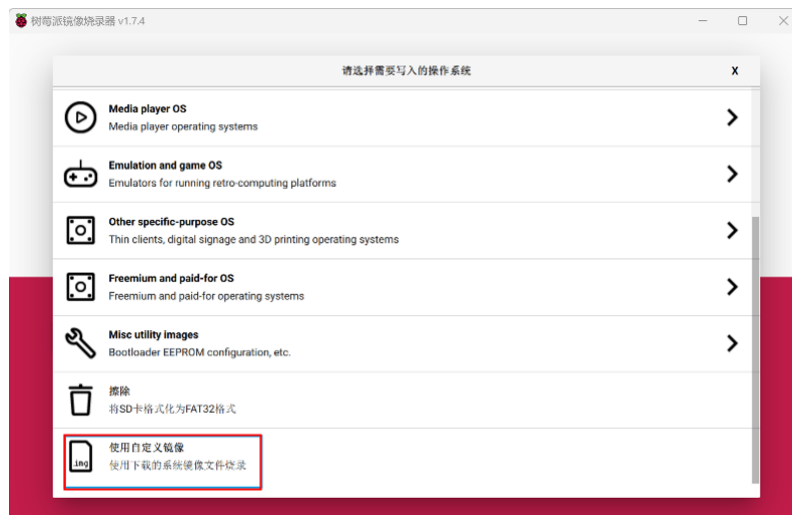 树莓派镜像烧录器 v1.7.4
请选择需要写入的操作系统
X
Media player OS
Media player operating systems
Emulation and game OS
Emulators for running retro-computing platforms
Other specific-purpose OS
Thin clients, digital signage and 3D printing operating systems
Freemium and paid-for OS
Freemium and paid-for operating systems
Misc utility images
Bootloader EEPROM configuration, etc.
擦除
将SD卡格式化为FAT32格式
使用自定义镜像
.img
使用下载的系统镜像文件烧录